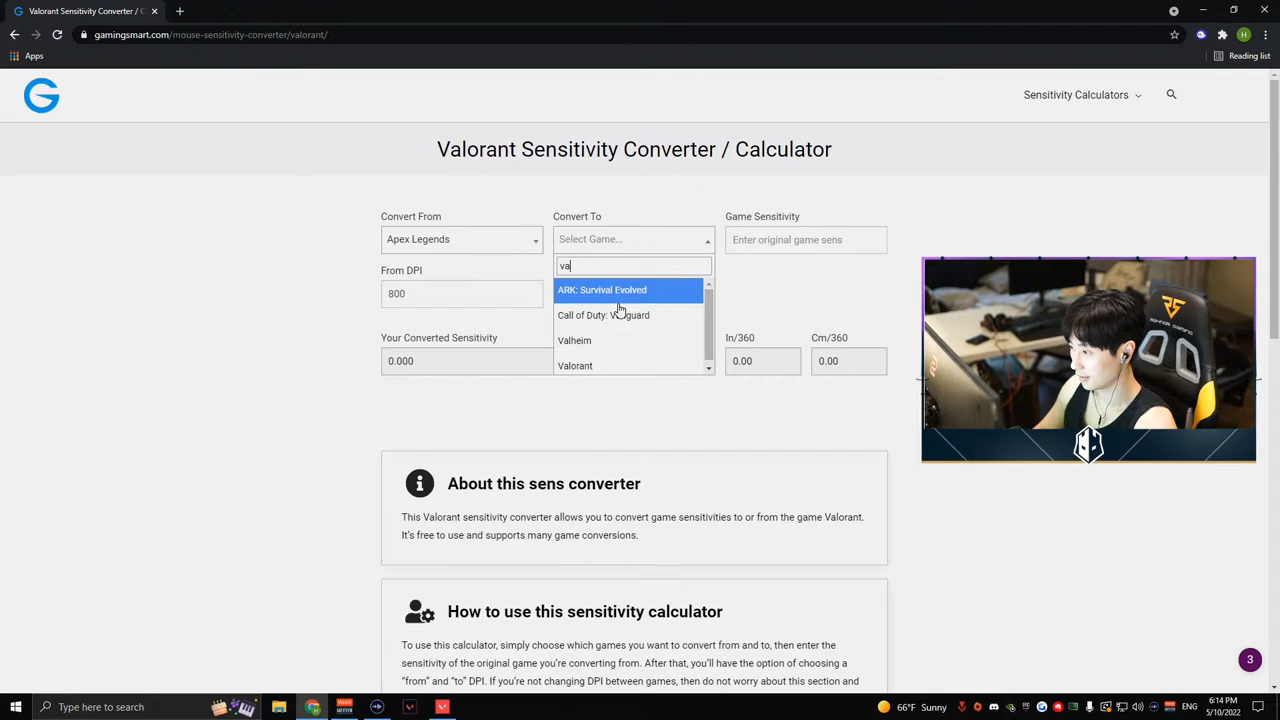 Valorant Sensitivity Converter / C
gamingsmart.com/mouse-sensitivity-converter/valorant/
Apps
Reading list
Sensitivity Calculators
Valorant Sensitivity Converter / Calculator
Convert From
Convert To
Game Sensitivity
Apex Legends
Select Game...
Enter original game sens
va
From DPI
800
ARK: Survival Evolved
Call of Duty: Vanguard
Valheim
Valorant
Your Converted Sensitivity
In/360
Cm/360
0.000
0.00
0.00
About this sens converter
This Valorant sensitivity converter allows you to convert game sensitivities to or from the game Valorant.
It's free to use and supports many game conversions.
How to use this sensitivity calculator
To use this calculator, simply choose which games you want to convert from and to, then enter the
sensitivity of the original game you're converting from. After that, you'll have the option of choosing a
"from" and "to" DPI. If you're not changing DPI between games, then do not worry about this section and
3
Type here to search
66°F Sunny
6:14 PM
5/10/2022